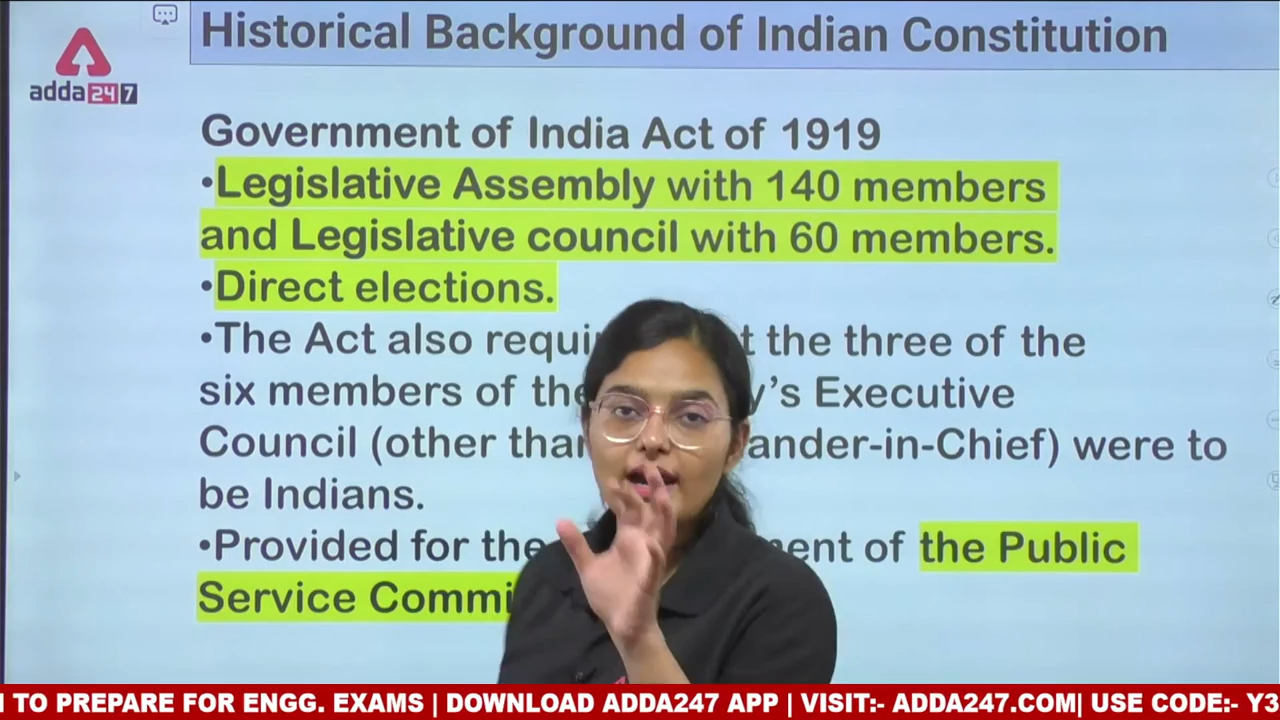 Historical Background of Indian Constitution
adda247
Government of India Act of 1919
•Legislative Assembly with 140 members
and Legislative council with 60 members.
•Direct elections.
•The Act also requi t the three of the
six members of the y's Executive
Council (other than ander-in-Chief) were to
be Indians.
•Provided for the ment of the Public
Service Commi
TO PREPARE FOR ENGG. EXAMS | DOWNLOAD ADDA247 APP | VISIT:- ADDA247.COM| USE CODE:- Y3